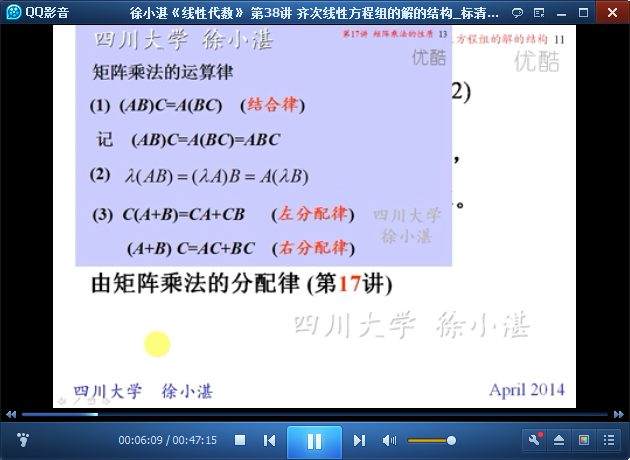 QQ影音
徐小湛《线性代数》 第38讲 齐次线性方程组的解的结构_标清...
四川大学 徐小湛
第17讲 矩阵乘法的性质 13
方程组的解的结构 11
优酷
优酷
矩阵乘法的运算律
(1) (AB)C=A(BC) (结合律)
2)
记 (AB)C=A(BC)=ABC
,
(2) λ(AB) = (λA)B = A(λB)
。
(3) C(A+B)=CA+CB (左分配律)
四川大学
徐小湛
(A+B) C=AC+BC (右分配律)
由矩阵乘法的分配律 (第17讲)
四川大学 徐小湛
四川大学 徐小湛
April 2014
00:06:09 / 00:47:15